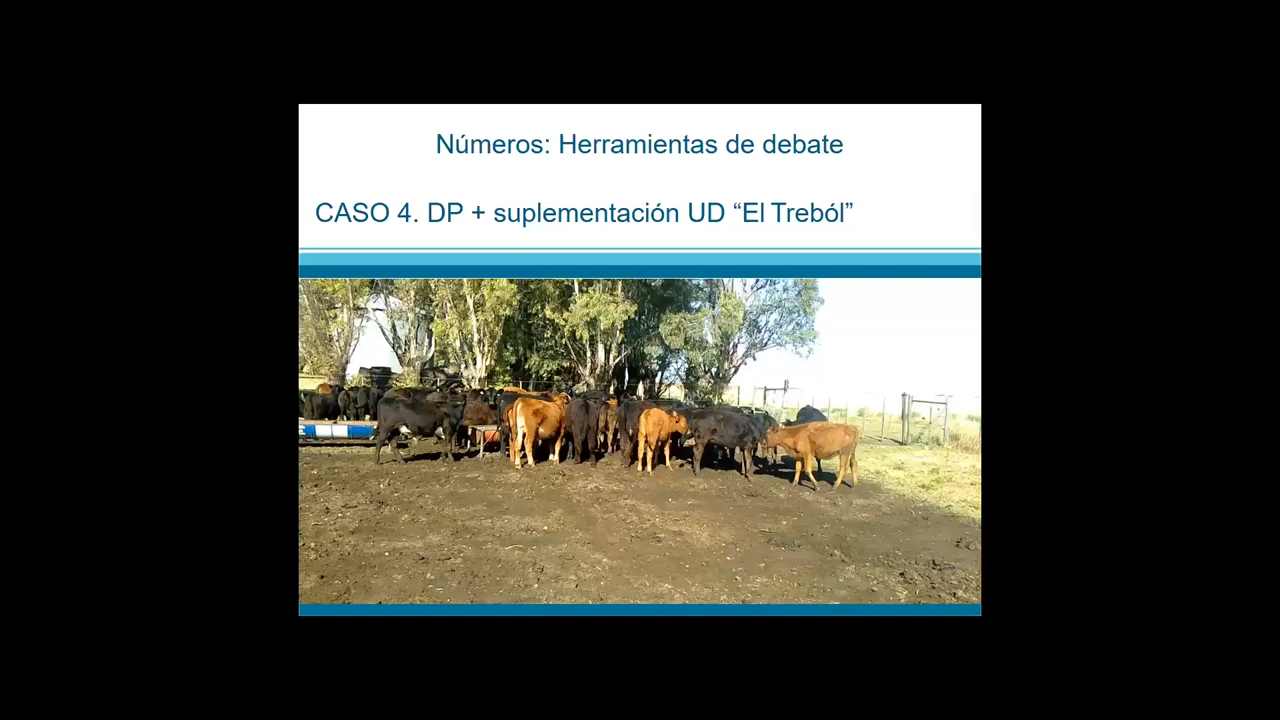 Números: Herramientas de debate
CASO 4. DP + suplementación UD “El Treból”